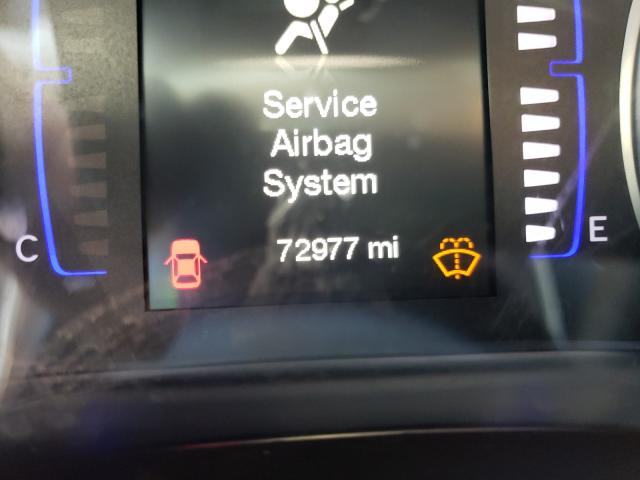 Service
Airbag
System
72977 mi
C
E